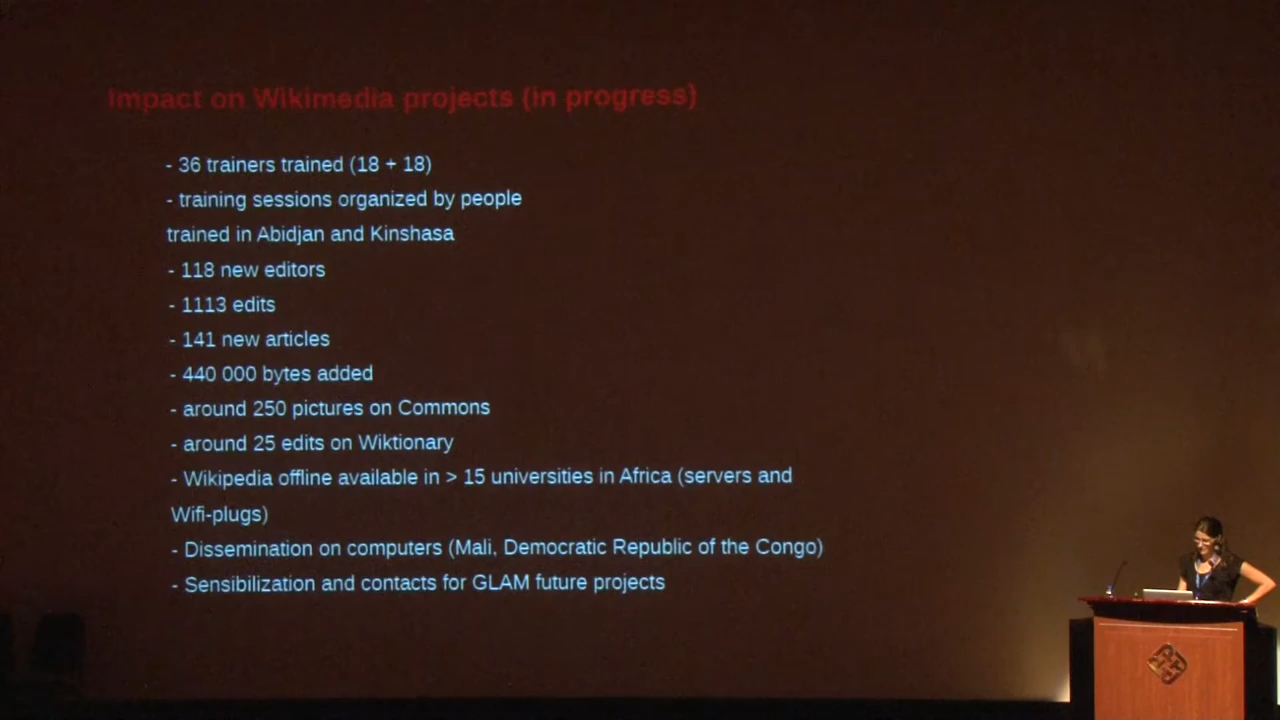 Impact on Wikimedia projects (in progress)
- 36 trainers trained (18 + 18)
- training sessions organized by people
trained in Abidjan and Kinshasa
- 118 new editors
- 1113 edits
- 141 new articles
- 440 000 bytes added
- around 250 pictures on Commons
- around 25 edits on Wiktionary
- Wikipedia offline available in > 15 universities in Africa (servers and
Wifi-plugs)
- Dissemination on computers (Mali, Democratic Republic of the Congo)
- Sensibilization and contacts for GLAM future projects